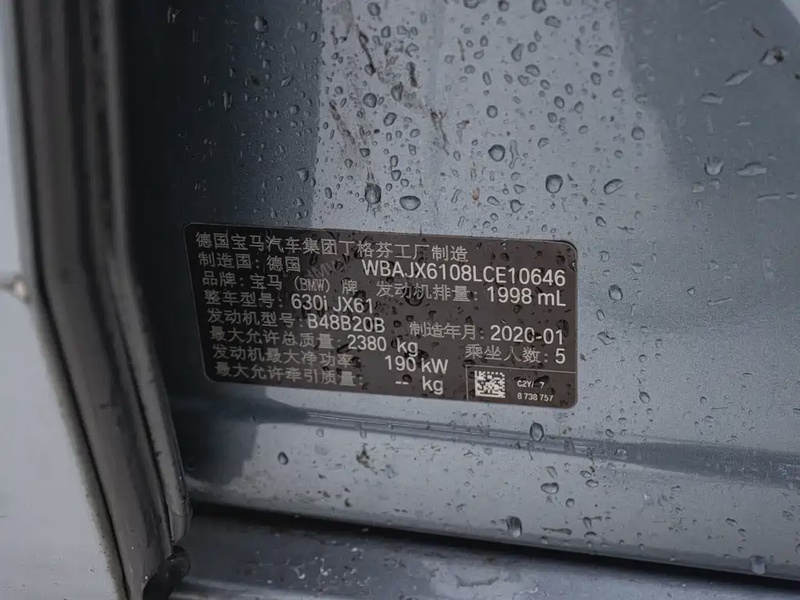 德国宝马汽车集团丁格芬工厂制造
制造国：德国 WBAJX6108LCE10646
品牌：宝马（BMW）牌 发动机排量：1998 mL
整车型号：630i JX61
发动机型号：B48B20B 制造年月：2020-01
最大允许总质量：2380 kg 乘坐人数：5
发动机最大净功率： 190 kW
最大允许牵引质量： -- kg
8 738 757